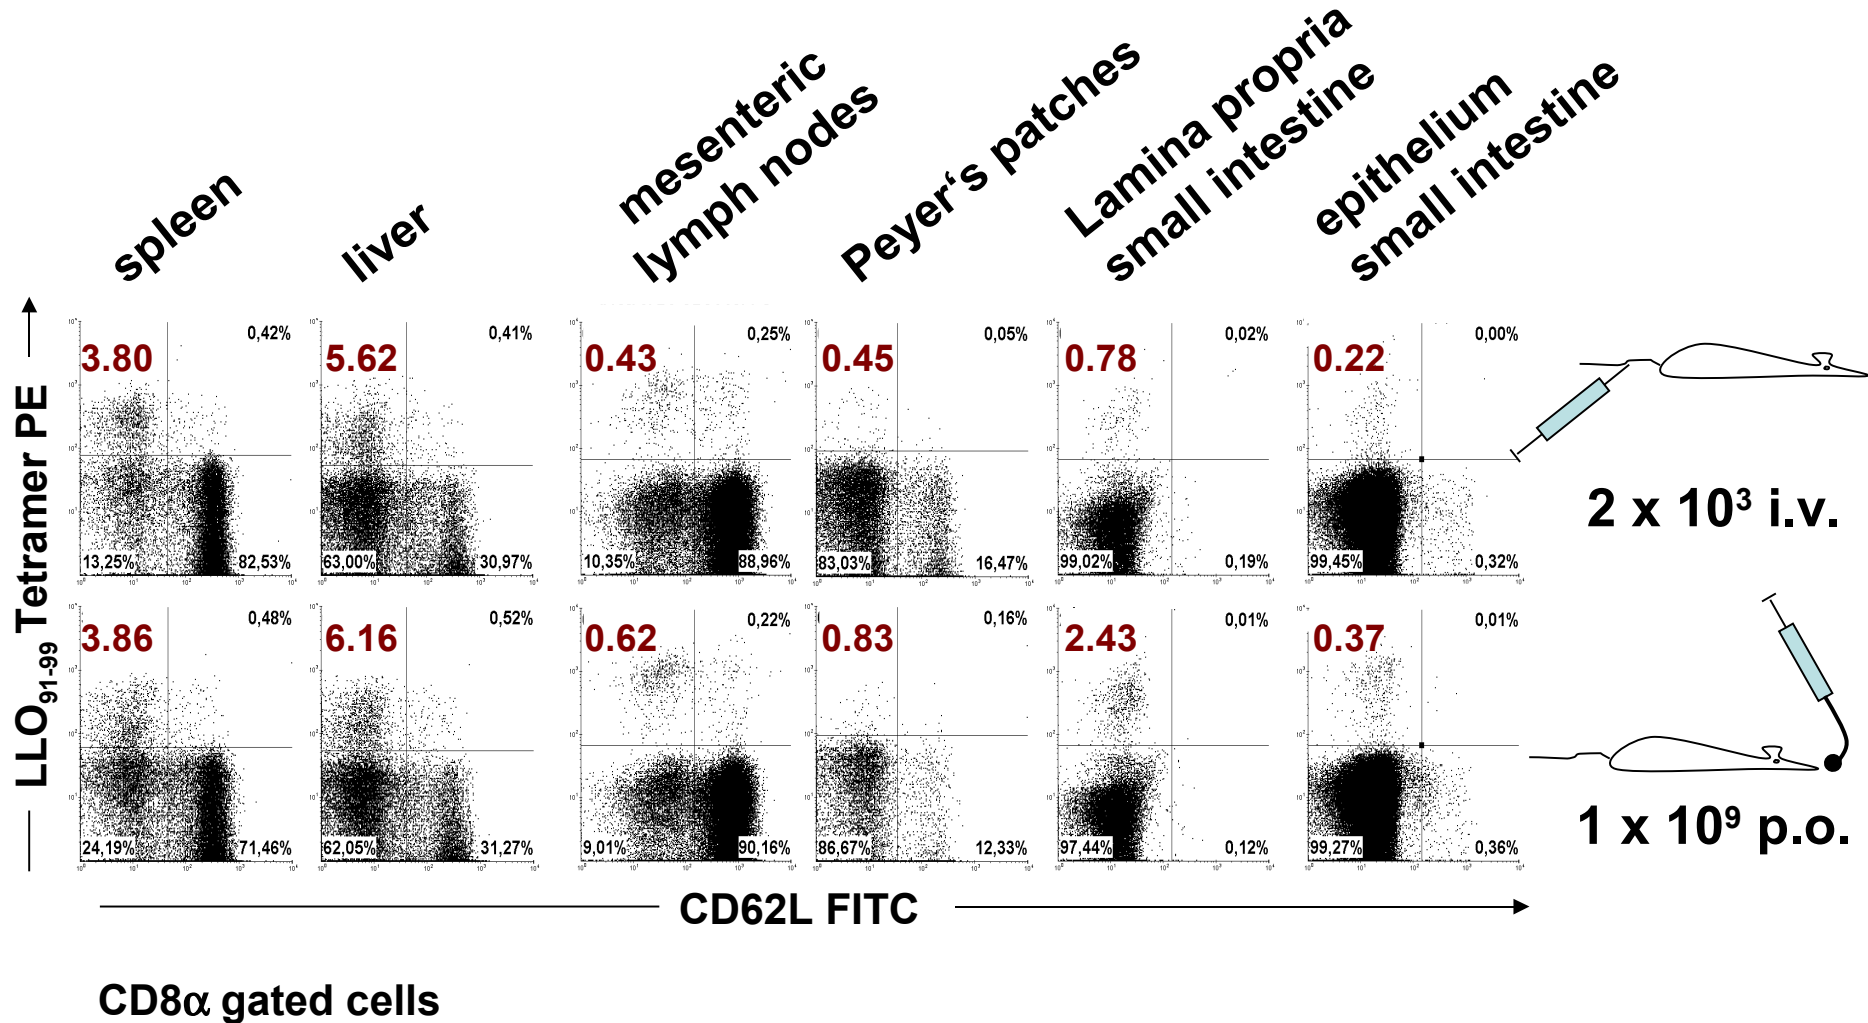 spleen
liver
mesenteric
lymph nodes
Peyer‘s patches
Lamina propria
small intestine
epithelium
small intestine
LLO91-99 Tetramer PE
3.80 0,42% 13,25% 82,53%
5.62 0,41% 63,00% 30,97%
0.43 0,25% 10,35% 88,96%
0.45 0,05% 83,03% 16,47%
0.78 0,02% 99,02% 0,19%
0.22 0,00% 99,45% 0,32%
2 x 10³ i.v.
3.86 0,48% 24,19% 71,46%
6.16 0,52% 62,05% 31,27%
0.62 0,22% 9,01% 90,16%
0.83 0,16% 86,67% 12,33%
2.43 0,01% 97,44% 0,12%
0.37 0,01% 99,27% 0,36%
1 x 10⁹ p.o.
CD62L FITC
CD8α gated cells